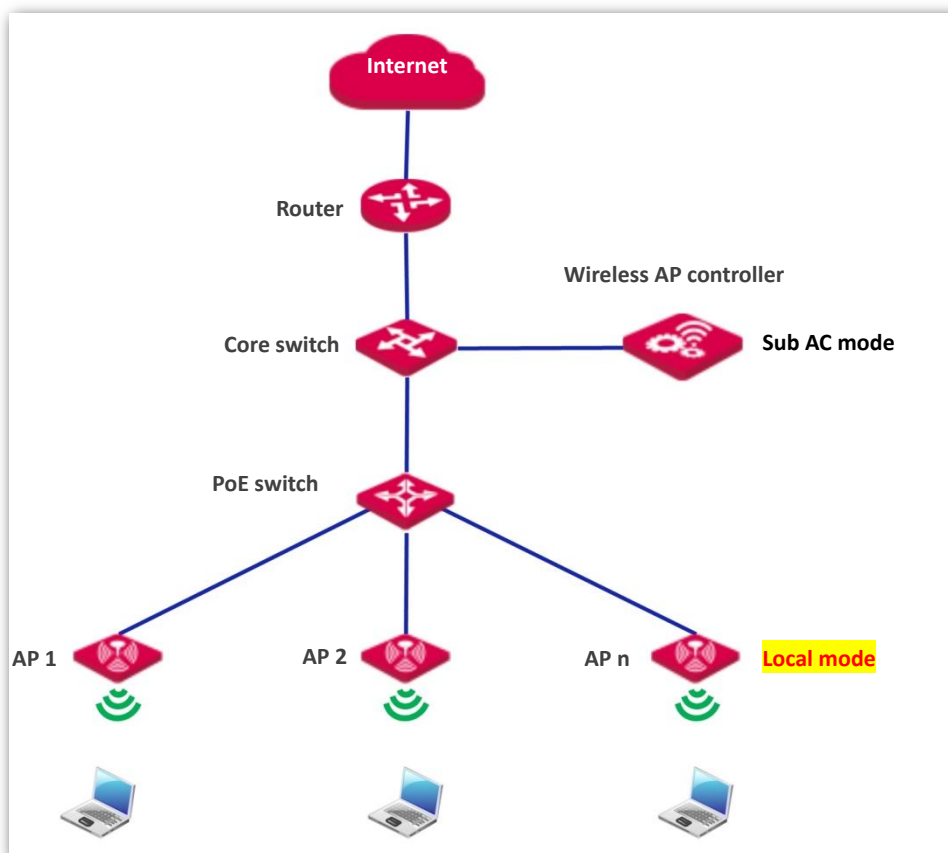 Internet
Router
Wireless AP controller
Core switch
Sub AC mode
PoE switch
AP 1
AP 2
AP n
Local mode